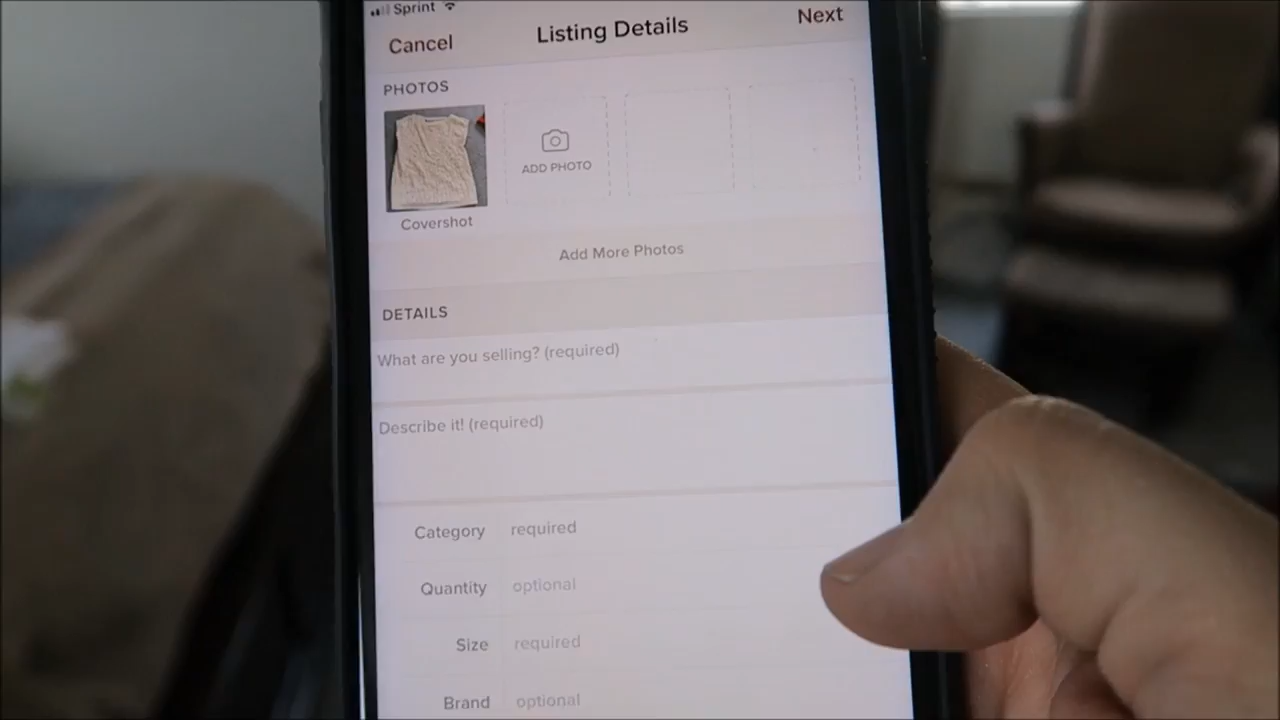 Sprint
Cancel Listing Details Next
PHOTOS
ADD PHOTO
Covershot
Add More Photos
DETAILS
What are you selling? (required)
Describe it! (required)
Category required
Quantity optional
Size required
Brand optional